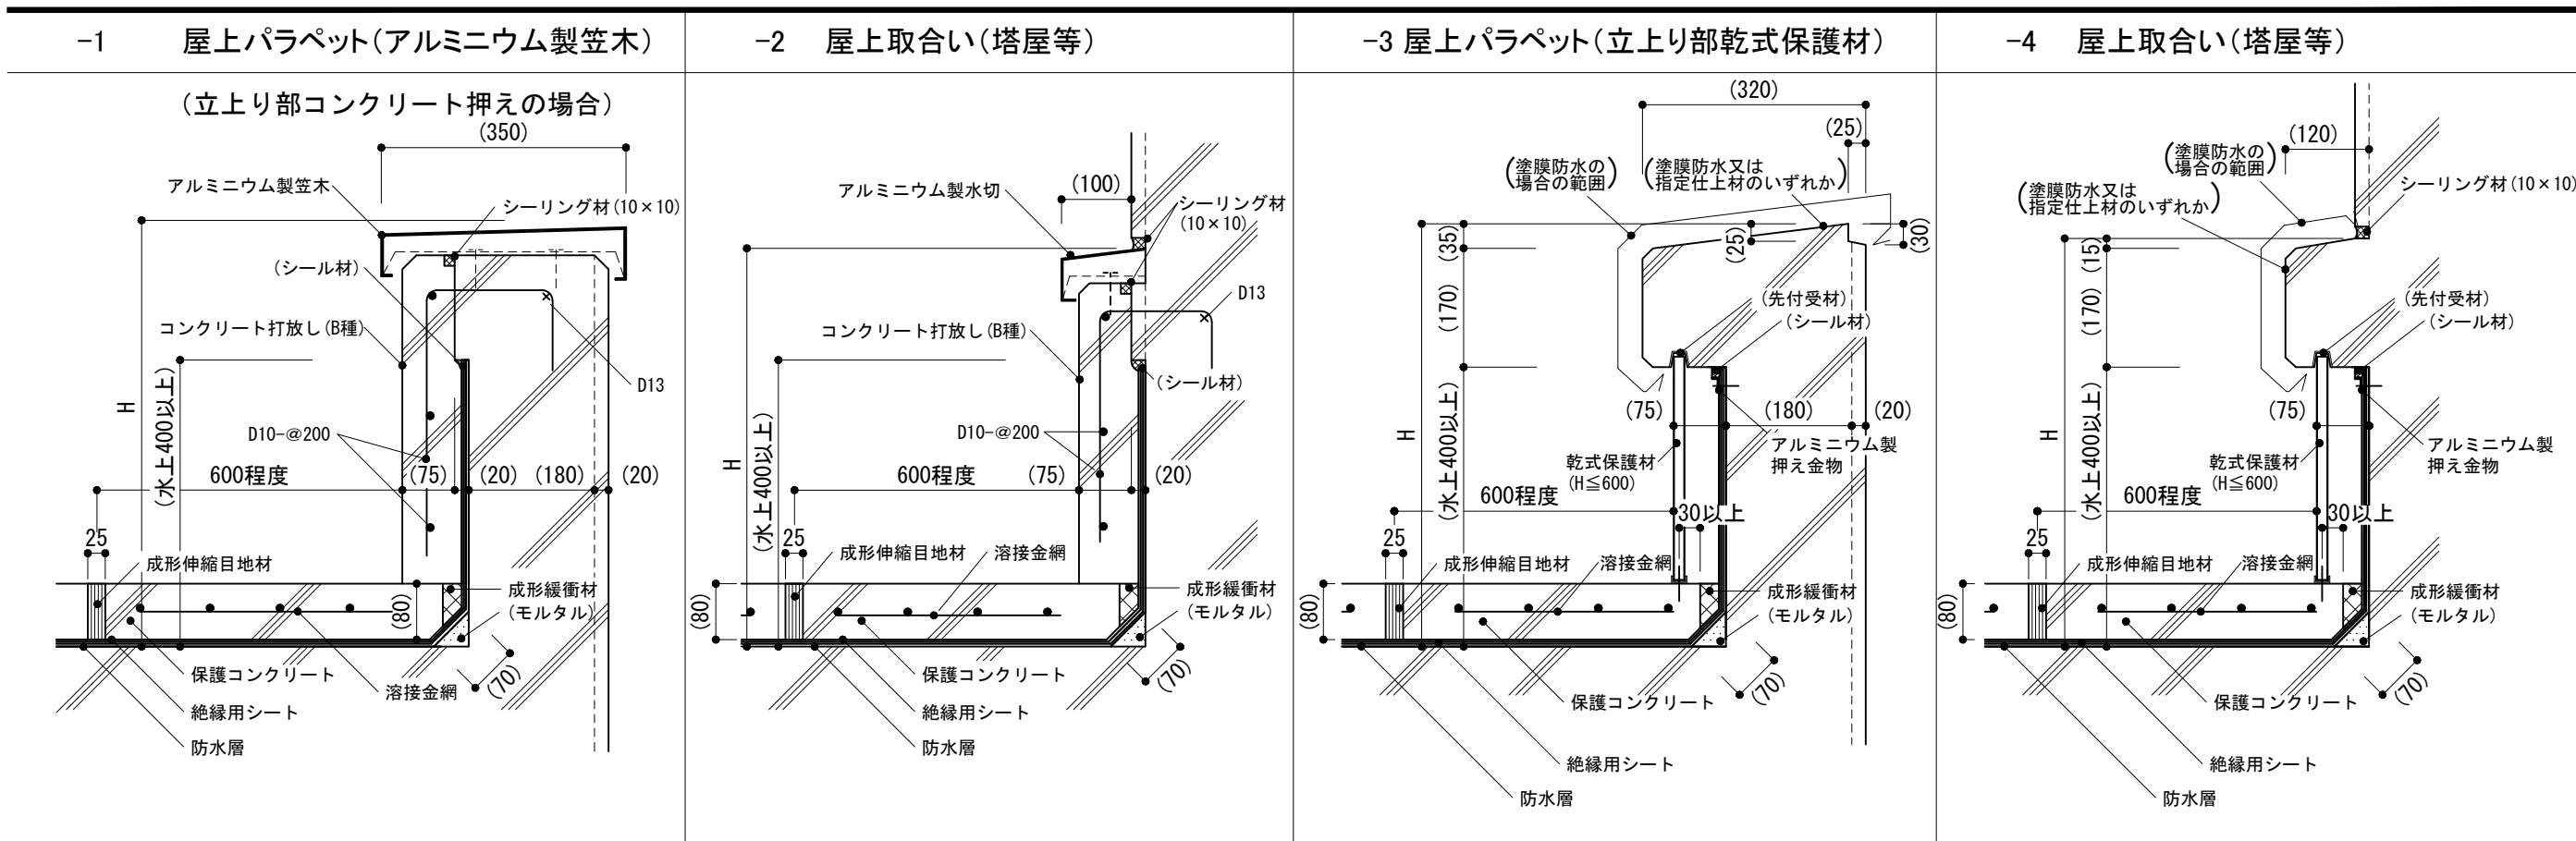 -1 屋上パラペット(アルミニウム製笠木)
(立上り部コンクリート押えの場合)
(350)
アルミニウム製笠木
シーリング材(10×10)
(シール材)
コンクリート打放し(B種)
D13
H
(水上400以上)
D10-@200
600程度
(75)
(20)
(180)
(20)
25
成形伸縮目地材
成形緩衝材
(モルタル)
(80)
(70)
保護コンクリート
溶接金網
絶縁用シート
防水層
-2 屋上取合い(塔屋等)
アルミニウム製水切
(100)
シーリング材
(10×10)
D13
コンクリート打放し(B種)
(シール材)
H
(水上400以上)
D10-@200
600程度
(75)
(20)
25
成形伸縮目地材
溶接金網
成形緩衝材
(モルタル)
(80)
(70)
保護コンクリート
絶縁用シート
防水層
-3 屋上パラペット(立上り部乾式保護材)
(320)
(25)
(塗膜防水の
場合の範囲)
(塗膜防水又は
指定仕上材のいずれか)
(35)
(25)
(30)
(170)
(先付受材)
(シール材)
H
(水上400以上)
(75)
(180)
(20)
アルミニウム製
押え金物
乾式保護材
(H≦600)
600程度
30以上
25
成形伸縮目地材
溶接金網
成形緩衝材
(モルタル)
(80)
(70)
保護コンクリート
絶縁用シート
防水層
-4 屋上取合い(塔屋等)
(120)
(塗膜防水の
場合の範囲)
(塗膜防水又は
指定仕上材のいずれか)
シーリング材(10×10)
(15)
(170)
(先付受材)
(シール材)
H
(水上400以上)
(75)
アルミニウム製
押え金物
乾式保護材
(H≦600)
600程度
30以上
25
成形伸縮目地材
溶接金網
成形緩衝材
(モルタル)
(80)
(70)
保護コンクリート
絶縁用シート
防水層